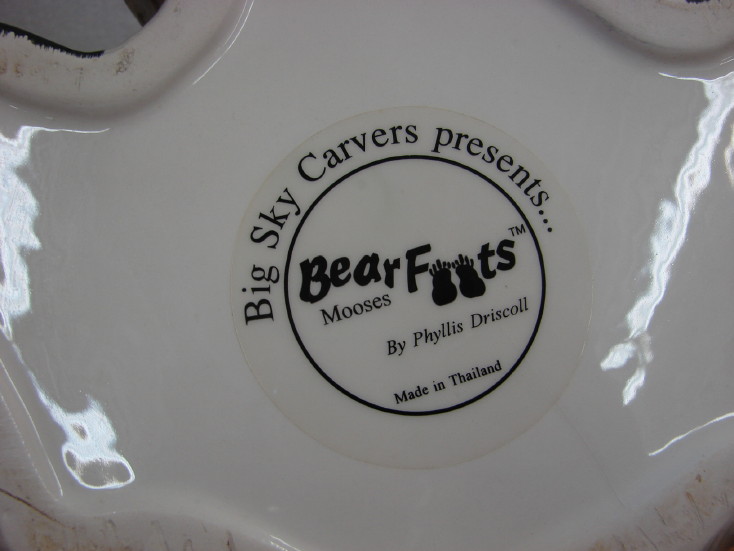 Big Sky Carvers presents...
BearFoots™
Mooses
By Phyllis Driscoll
Made in Thailand